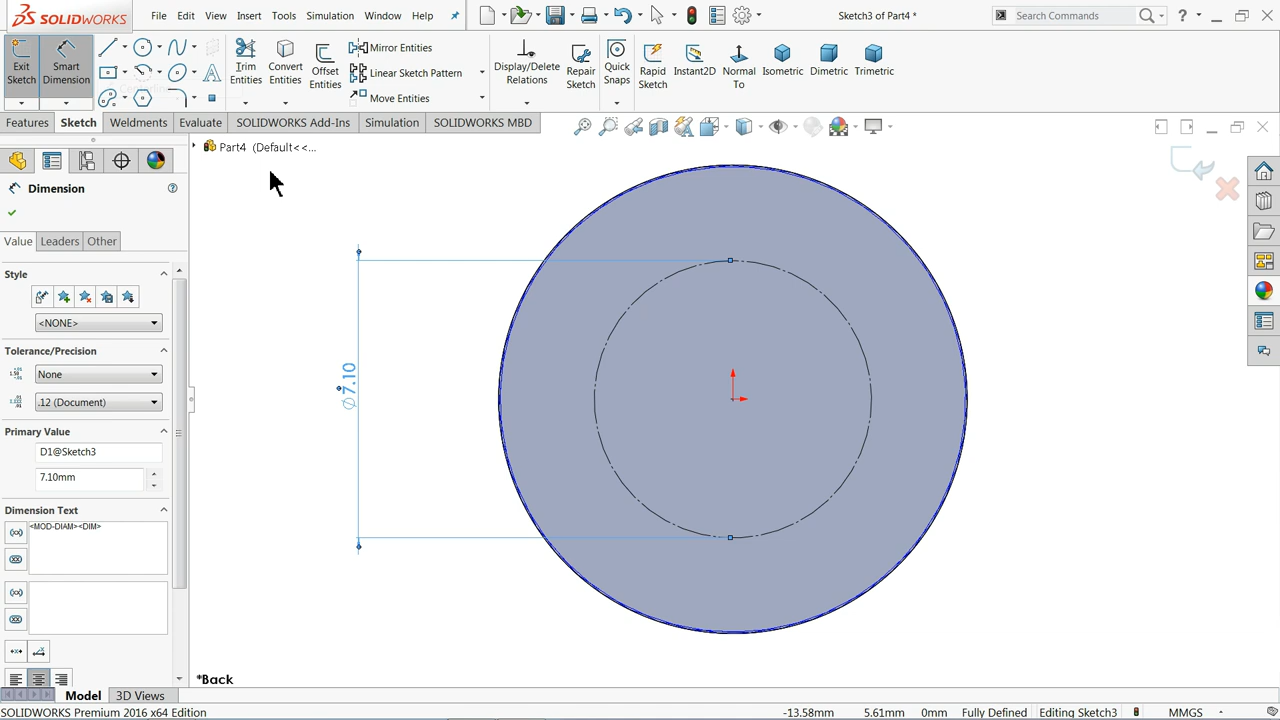 SOLIDWORKS
File Edit View Insert Tools Simulation Window Help
Sketch3 of Part4 *
Search Commands
Exit Sketch
Smart Dimension
Trim Entities
Convert Entities
Offset Entities
Mirror Entities
Linear Sketch Pattern
Move Entities
Display/Delete Relations
Repair Sketch
Quick Snaps
Rapid Sketch
Instant2D
Normal To
Isometric
Dimetric
Trimetric
Features Sketch Weldments Evaluate SOLIDWORKS Add-Ins Simulation SOLIDWORKS MBD
Part4 (Default<<...
Dimension
Value Leaders Other
Style
<NONE>
Tolerance/Precision
None
.12 (Document)
Primary Value
D1@Sketch3
7.10mm
Dimension Text
<MOD-DIAM><DIM>
∅7.10
*Back
Model 3D Views
SOLIDWORKS Premium 2016 x64 Edition
-13.58mm 5.61mm 0mm Fully Defined Editing Sketch3 MMGS